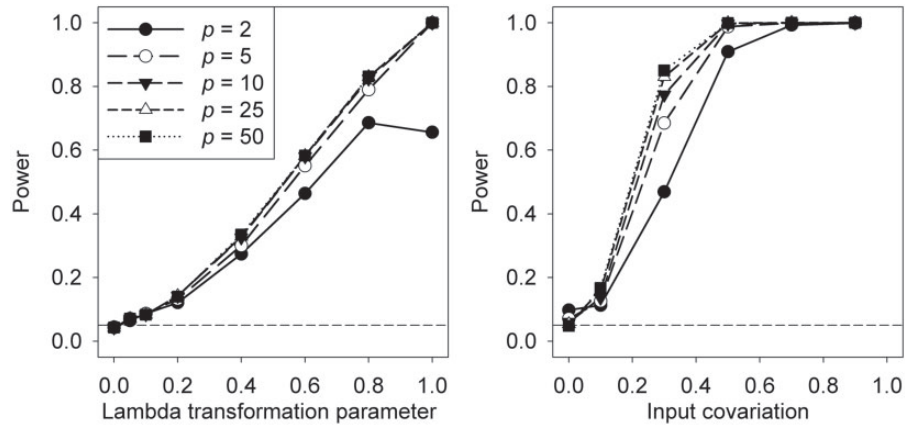 1.0
0.8
0.6
0.4
0.2
0.0
Power
p = 2
p = 5
p = 10
p = 25
p = 50
0.0 0.2 0.4 0.6 0.8 1.0
Lambda transformation parameter
1.0
0.8
0.6
0.4
0.2
0.0
Power
0.0 0.2 0.4 0.6 0.8 1.0
Input covariation